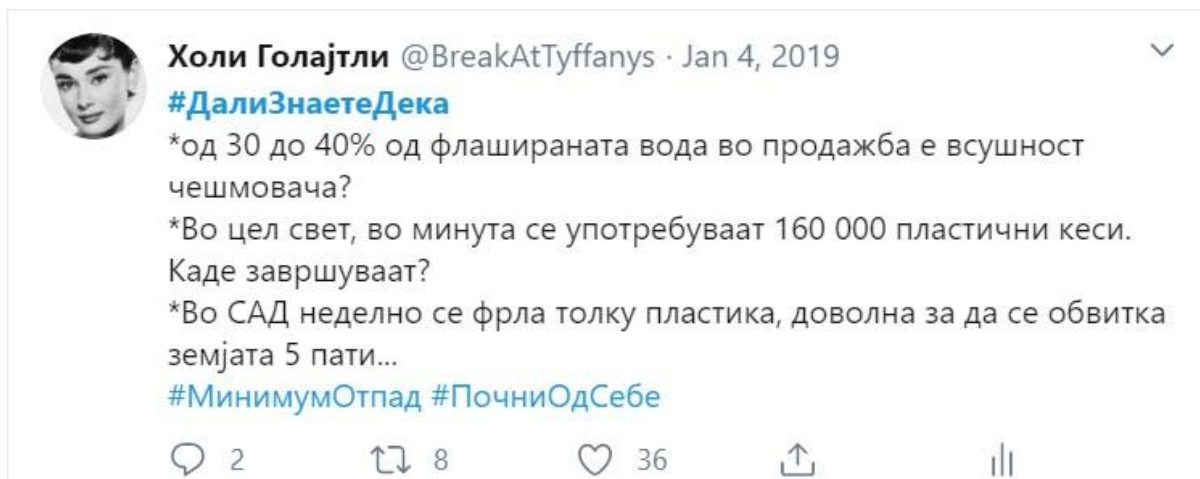 Холи Голајтли @BreakAtTyffanys · Jan 4, 2019
#ДалиЗнаетеДека
*од 30 до 40% од флашираната вода во продажба е всушност
чешмовача?
*Во цел свет, во минута се употребуваат 160 000 пластични кеси.
Каде завршуваат?
*Во САД неделно се фрла толку пластика, доволна за да се обвитка
земјата 5 пати...
#МинимумОтпад #ПочниОдСебе
2 8 36